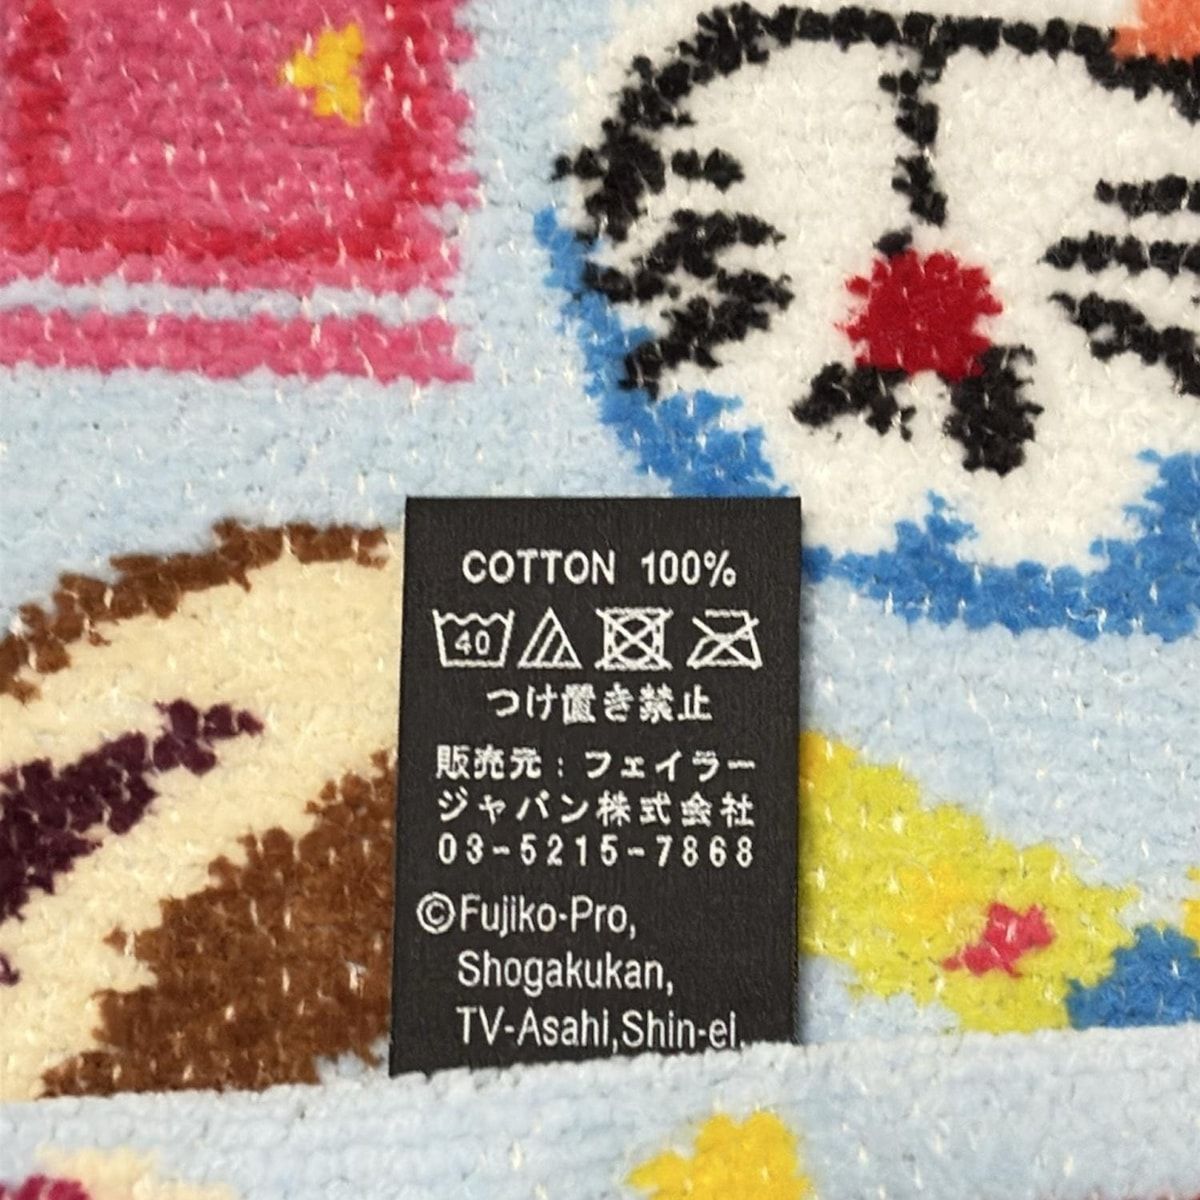 COTTON 100%
40
つけ置き禁止
販売元：フェイラー
ジャパン株式会社
03-5215-7868
©Fujiko-Pro,
Shogakukan,
TV-Asahi,Shin-ei,